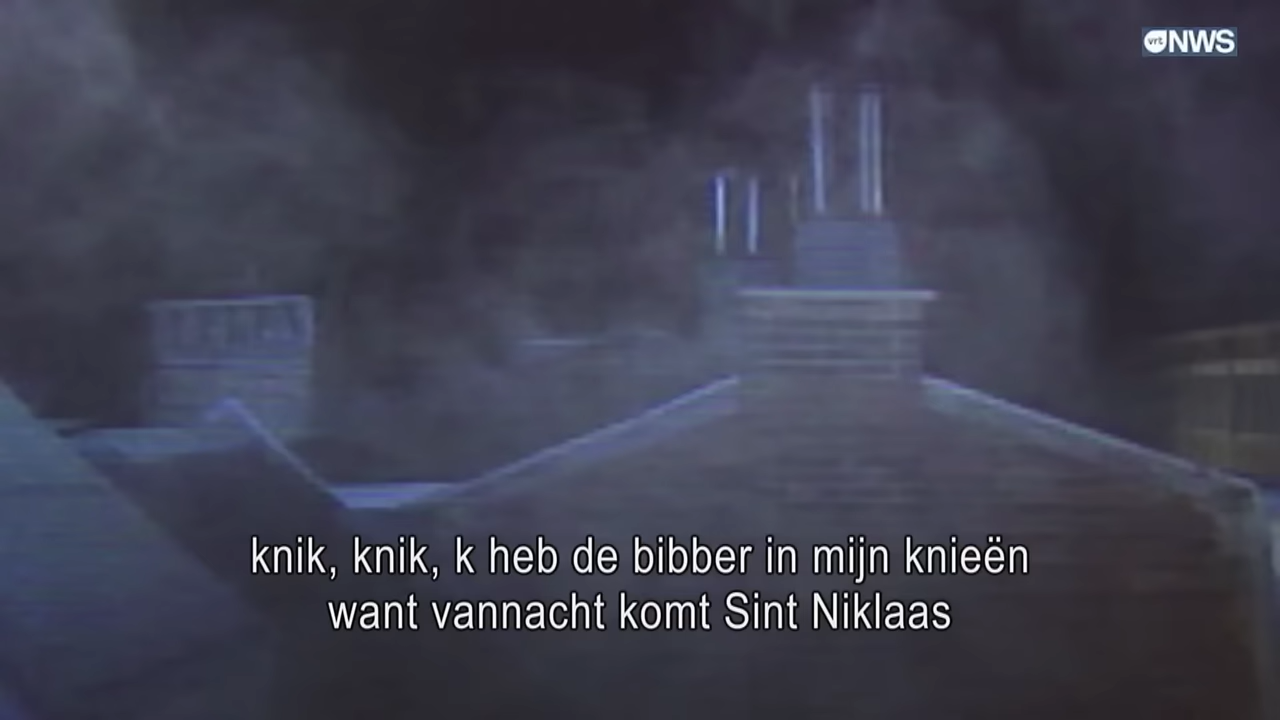 vrt NWS
knik, knik, k heb de bibber in mijn knieën
want vannacht komt Sint Niklaas